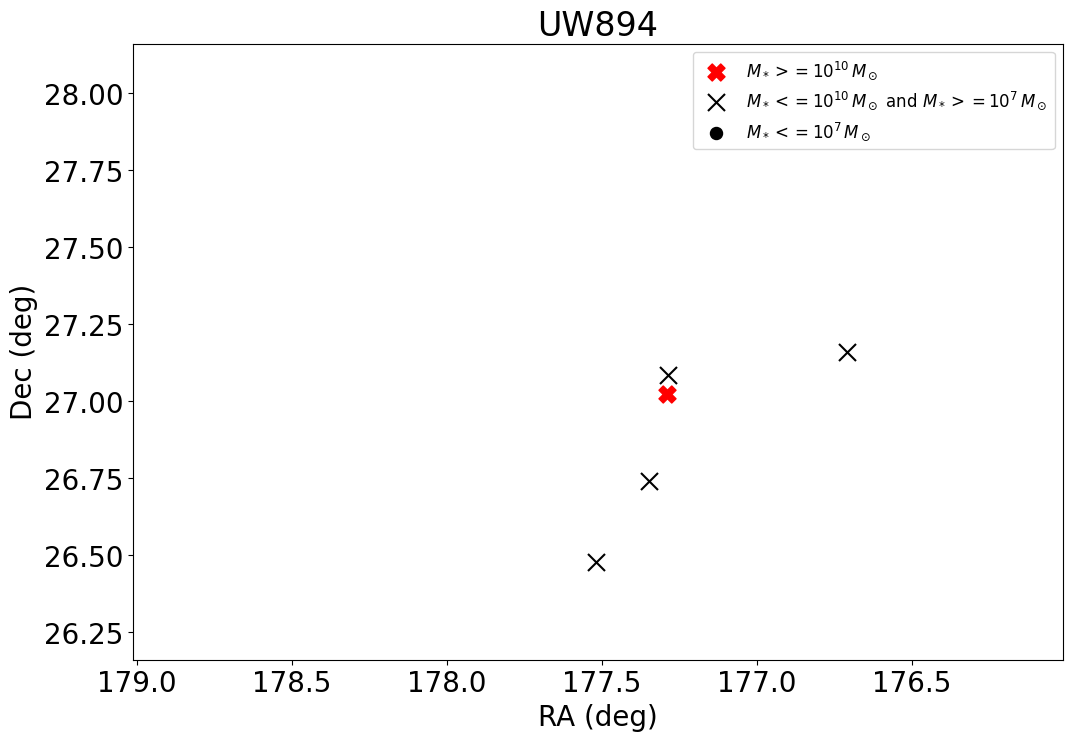 UW894
M* >= 10^10 M⊙
M* <= 10^10 M⊙ and M* >= 10^7 M⊙
M* <= 10^7 M⊙
28.00
27.75
27.50
27.25
27.00
26.75
26.50
26.25
Dec (deg)
179.0 178.5 178.0 177.5 177.0 176.5
RA (deg)